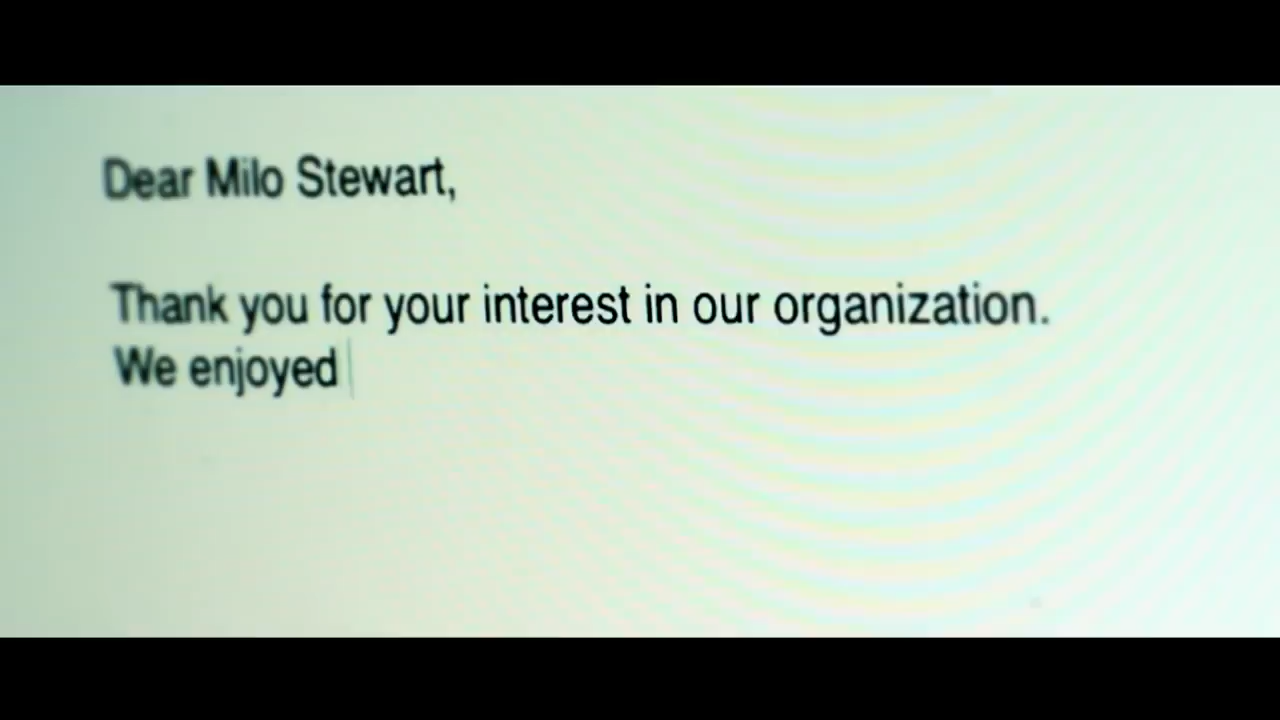 Dear Milo Stewart,
Thank you for your interest in our organization.
We enjoyed